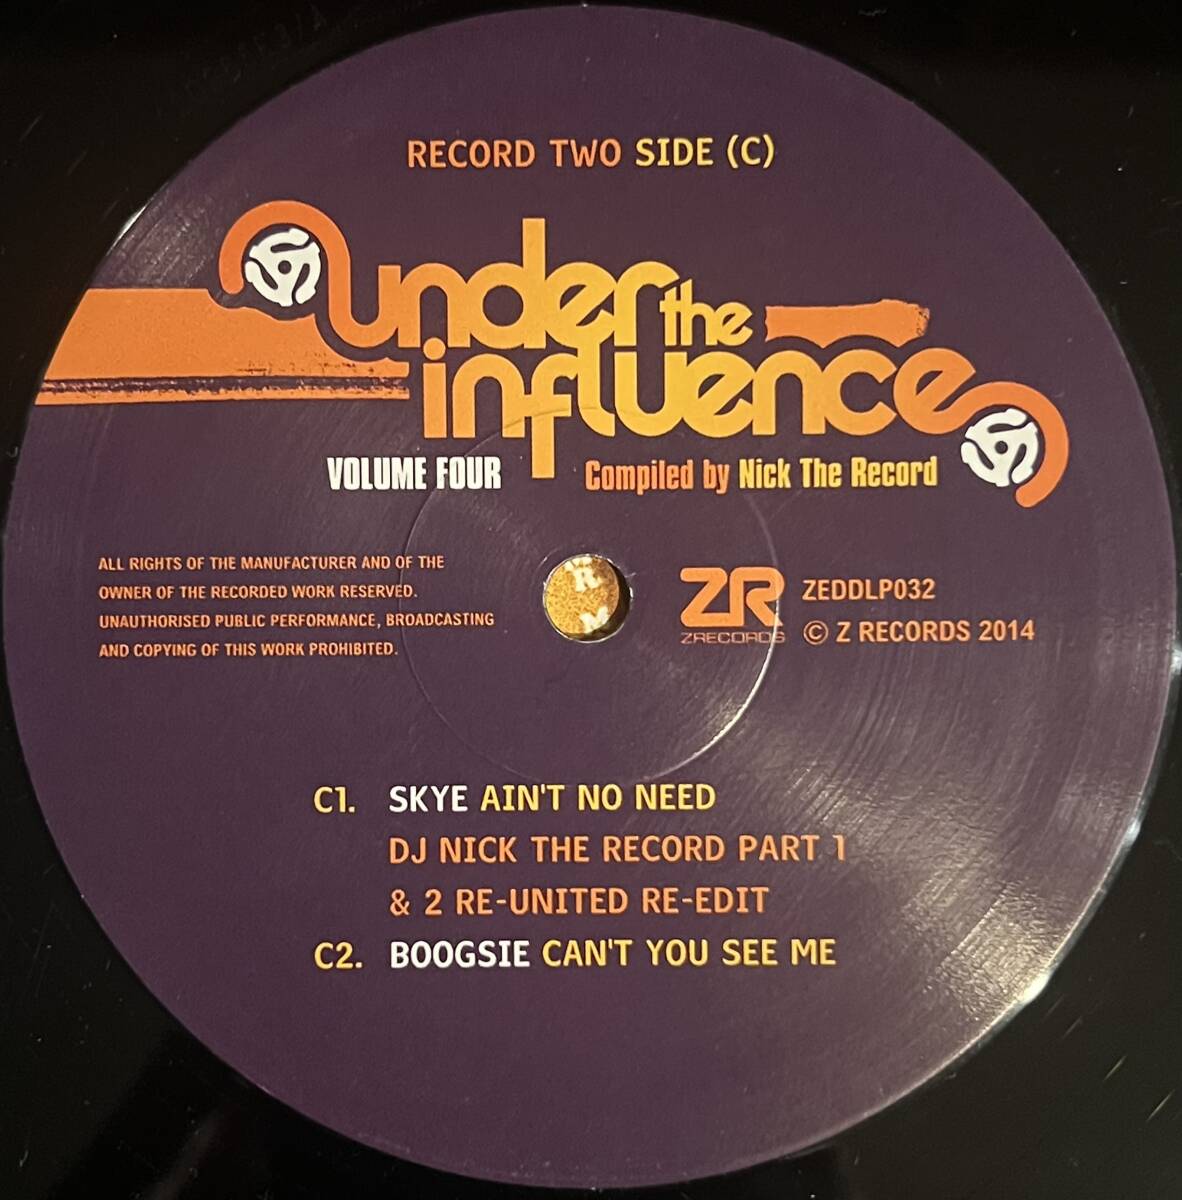 RECORD TWO SIDE (C)
under the
influence
VOLUME FOUR Compiled by Nick The Record
ALL RIGHTS OF THE MANUFACTURER AND OF THE
OWNER OF THE RECORDED WORK RESERVED.
UNAUTHORISED PUBLIC PERFORMANCE, BROADCASTING
AND COPYING OF THIS WORK PROHIBITED.
ZR
ZRECORDS
ZEDDLP032
© Z RECORDS 2014
C1. SKYE AIN'T NO NEED
DJ NICK THE RECORD PART 1
& 2 RE-UNITED RE-EDIT
C2. BOOGSIE CAN'T YOU SEE ME